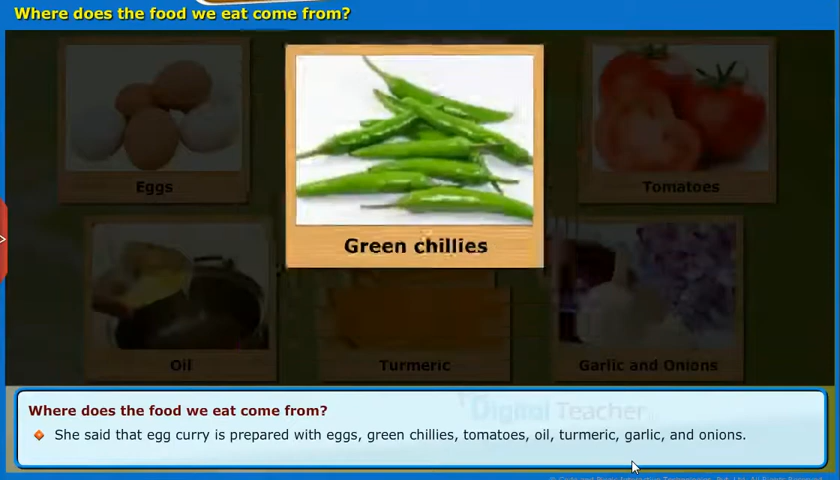 Where does the food we eat come from?
Eggs
Green chillies
Tomatoes
Oil
Turmeric
Garlic and Onions
Digital Teacher
Where does the food we eat come from?
She said that egg curry is prepared with eggs, green chillies, tomatoes, oil, turmeric, garlic, and onions.